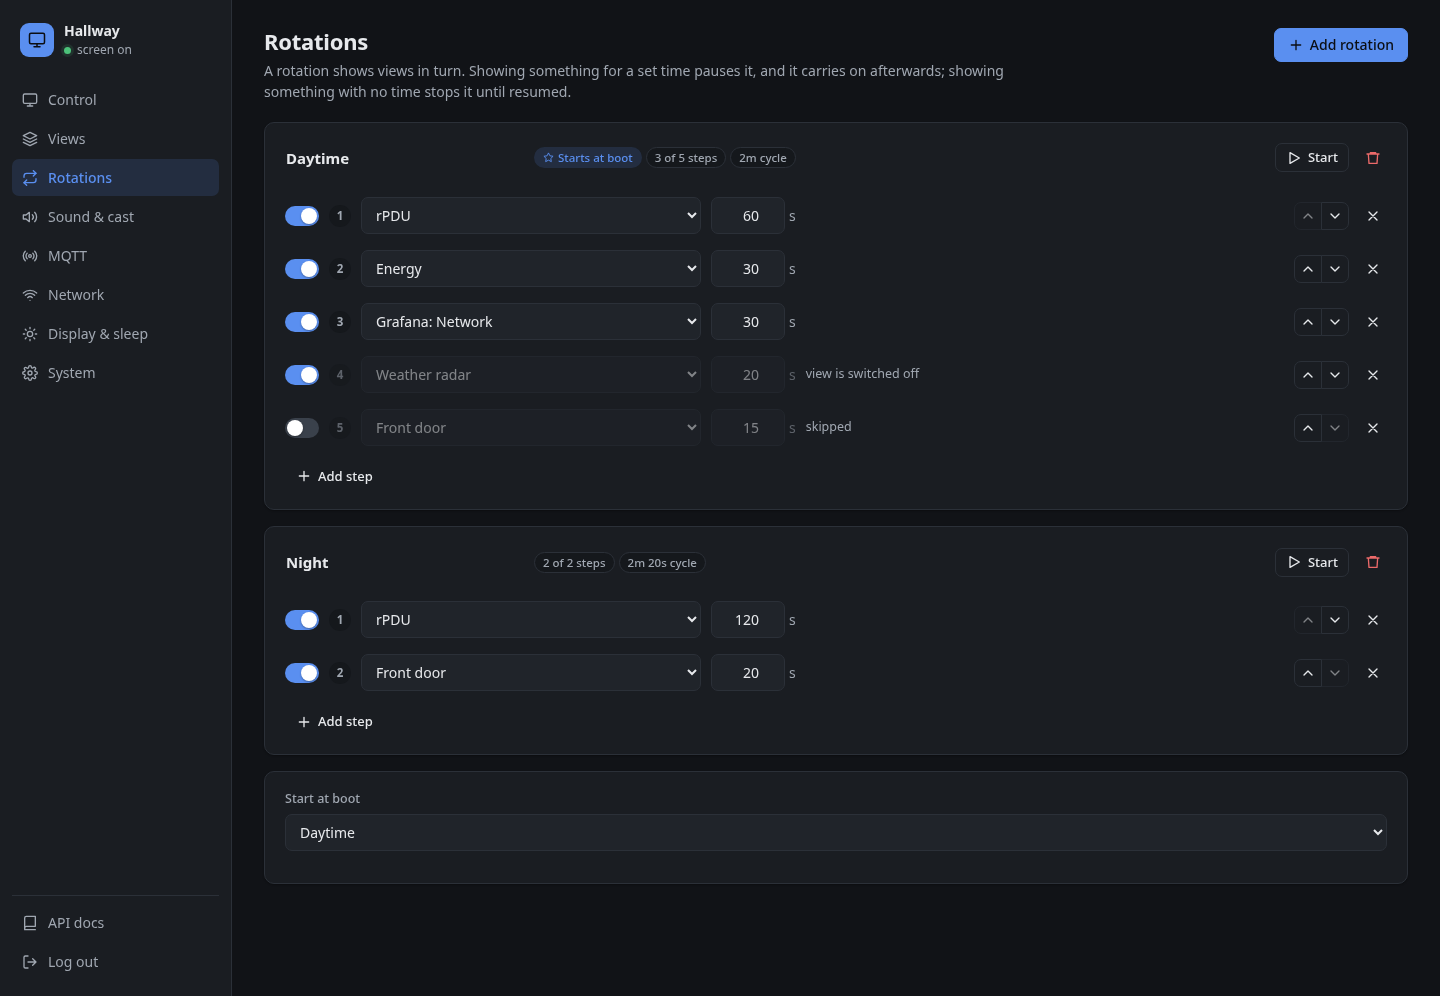 Hallway
screen on
Control
Views
Rotations
Sound & cast
MQTT
Network
Display & sleep
System
API docs
Log out
Rotations
Add rotation
A rotation shows views in turn. Showing something for a set time pauses it, and it carries on afterwards; showing
something with no time stops it until resumed.
Daytime Starts at boot 3 of 5 steps 2m cycle Start
1 rPDU 60 s
2 Energy 30 s
3 Grafana: Network 30 s
4 Weather radar 20 s view is switched off
5 Front door 15 s skipped
Add step
Night 2 of 2 steps 2m 20s cycle Start
1 rPDU 120 s
2 Front door 20 s
Add step
Start at boot
Daytime